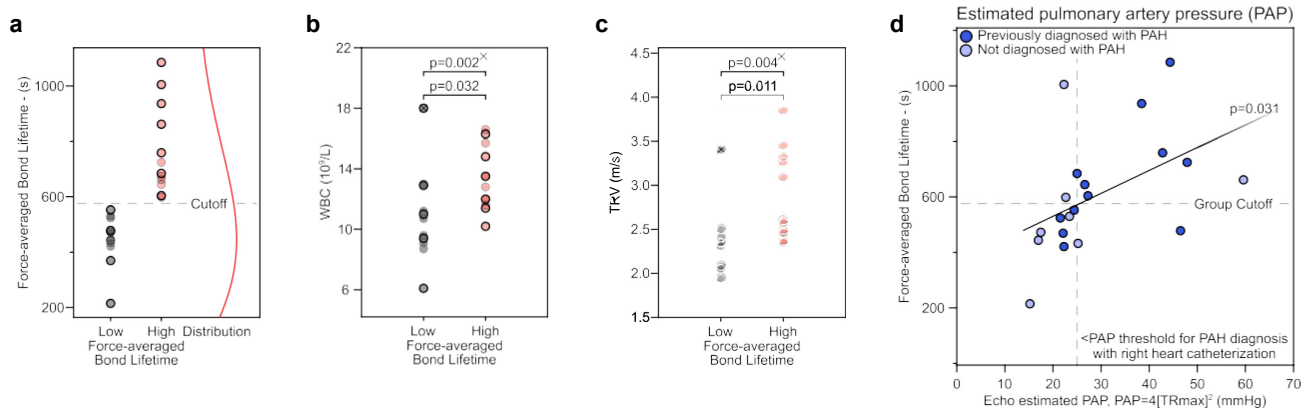 a
1000
600
200
Force-averaged Bond Lifetime - (s)
Cutoff
Low High Distribution
Force-averaged
Bond Lifetime
b
22
18
14
10
6
WBC (10⁹/L)
p=0.002
×
p=0.032
Low High
Force-averaged
Bond Lifetime
c
4.5
4.0
3.5
3.0
2.5
2.0
1.5
TRV (m/s)
p=0.004
×
p=0.011
Low High
Force-averaged
Bond Lifetime
d
Estimated pulmonary artery pressure (PAP)
Previously diagnosed with PAH
Not diagnosed with PAH
1000
600
200
Force-averaged Bond Lifetime - (s)
p=0.031
Group Cutoff
<PAP threshold for PAH diagnosis
with right heart catheterization
0 10 20 30 40 50 60 70
Echo estimated PAP, PAP=4[TRmax]² (mmHg)